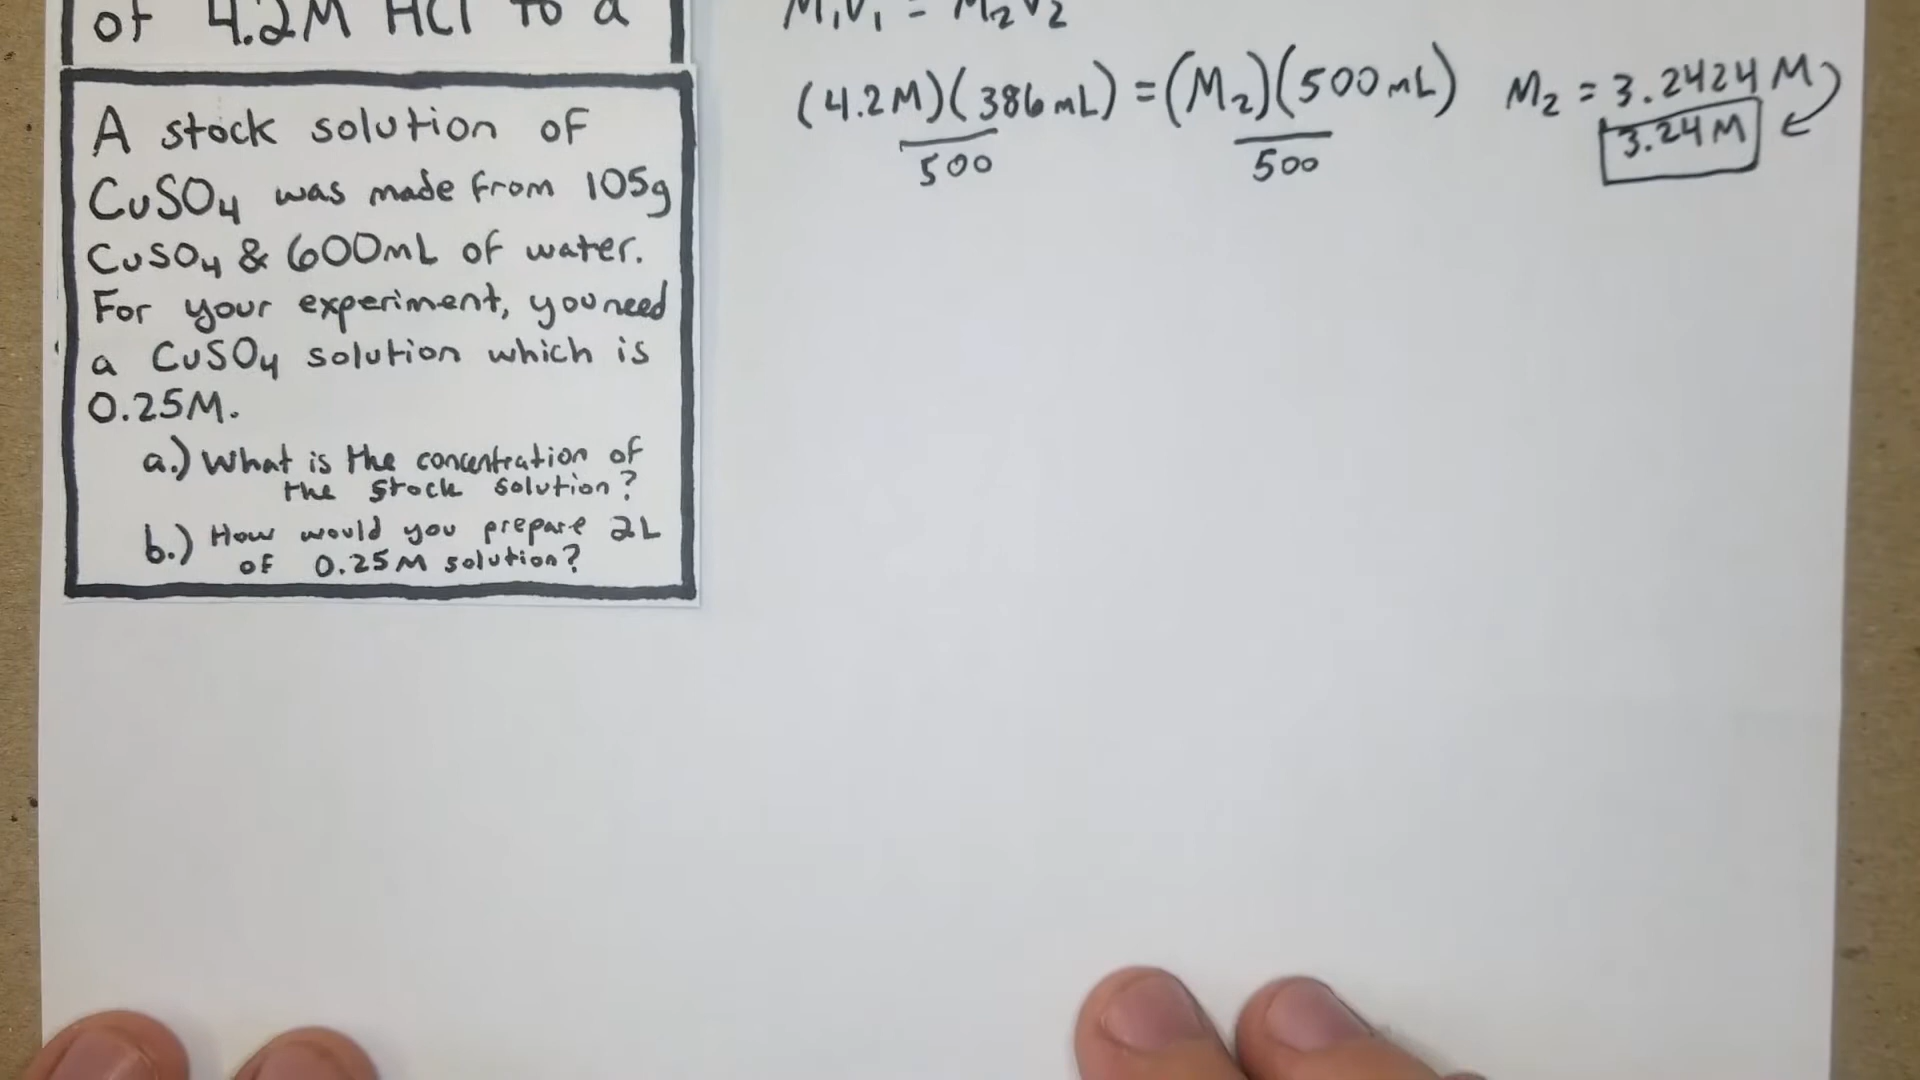 of 4.2M HCl to a
A stock solution of
CuSO4 was made from 105g
CuSO4 & 600mL of water.
For your experiment, you need
a CuSO4 solution which is
0.25M.
a.) What is the concentration of
the stock solution?
b.) How would you prepare 2L
of 0.25M solution?
M1V1 = M2V2
(4.2M)(386mL) = (M2)(500mL) M2 = 3.2424M
500 500 3.24M